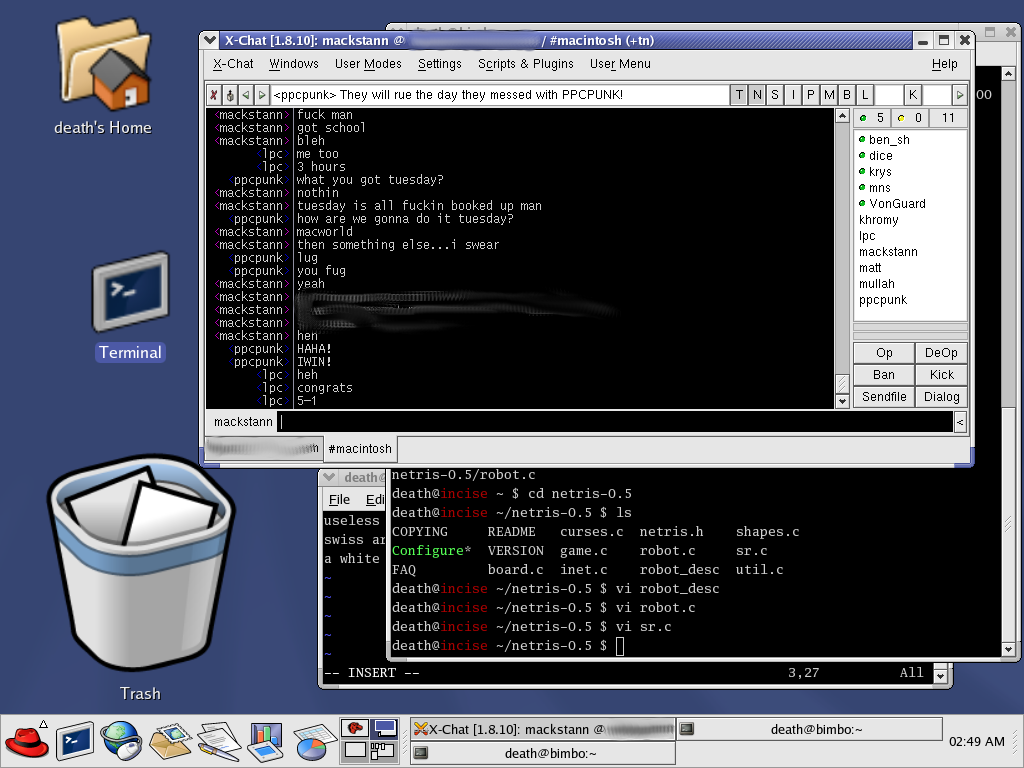 death's Home
Terminal
Trash
X-Chat [1.8.10]: mackstann @ / #macintosh (+tn)
X-Chat Windows User Modes Settings Scripts & Plugins User Menu Help
<ppcpunk> They will rue the day they messed with PPCPUNK!
T N S I P M B L K
<mackstann> fuck man
<mackstann> got school
<mackstann> bleh
<lpc> me too
lpc> 3 hours
<ppcpunk what you got tuesday?
<mackstann> nothin
<mackstann> tuesday is all fuckin booked up man
ppcpunk> how are we gonna do it tuesday?
<mackstann> macworld
<mackstann> then something else...i swear
<ppcpunk lug
ppcpunk> you fug
<mackstann> yeah
<mackstann>
<mackstann>
<mackstann>
<mackstann> heh
ppcpunk> HAHA!
<ppcpunk IWIN!
lpc> heh
<lpc congrats
<lpc> 5-1
5 0 11
ben_sh
dice
krys
mns
VonGuard
khromy
lpc
mackstann
matt
mullah
ppcpunk
Op DeOp
Ban Kick
Sendfile Dialog
mackstann
<
#macintosh
00
death@
File Edi
useless
swiss ar
a white
~
~
~
~
~
-- INSERT -- 3,27 All
netris-0.5/robot.c
death@incise ~ $ cd netris-0.5
death@incise ~/netris-0.5 $ ls
COPYING README curses.c netris.h shapes.c
Configure* VERSION game.c robot.c sr.c
FAQ board.c inet.c robot_desc util.c
death@incise ~/netris-0.5 $ vi robot_desc
death@incise ~/netris-0.5 $ vi robot.c
death@incise ~/netris-0.5 $ vi sr.c
death@incise ~/netris-0.5 $
X-Chat [1.8.10]: mackstann @
death@bimbo:~
death@bimbo:~
02:49 AM